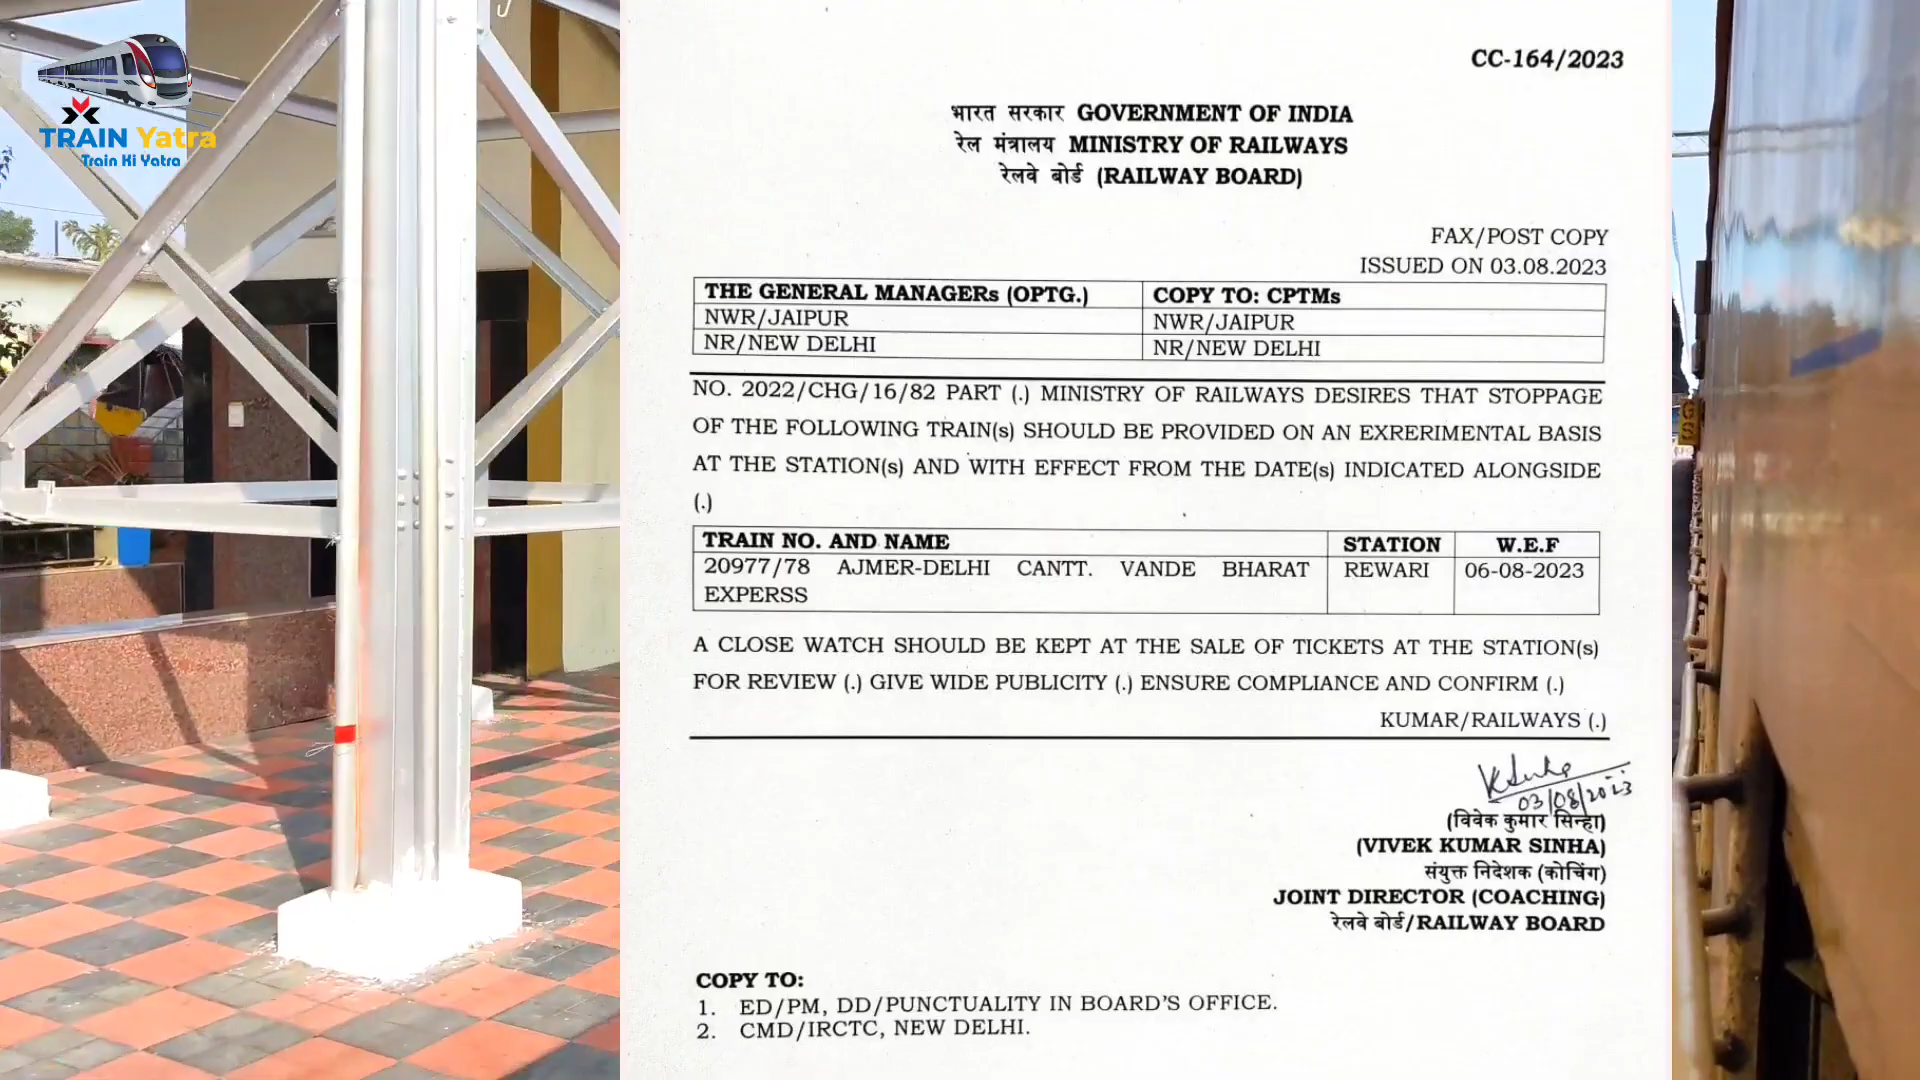 TRAIN Yatra
Train Ki Yatra
CC-164/2023
भारत सरकार GOVERNMENT OF INDIA
रेल मंत्रालय MINISTRY OF RAILWAYS
रेलवे बोर्ड (RAILWAY BOARD)
FAX/POST COPY
ISSUED ON 03.08.2023
THE GENERAL MANAGERs (OPTG.) COPY TO: CPTMs
NWR/JAIPUR NWR/JAIPUR
NR/NEW DELHI NR/NEW DELHI
NO. 2022/CHG/16/82 PART (.) MINISTRY OF RAILWAYS DESIRES THAT STOPPAGE
OF THE FOLLOWING TRAIN(s) SHOULD BE PROVIDED ON AN EXRERIMENTAL BASIS
AT THE STATION(s) AND WITH EFFECT FROM THE DATE(s) INDICATED ALONGSIDE
(.)
TRAIN NO. AND NAME STATION W.E.F
20977/78 AJMER-DELHI CANTT. VANDE BHARAT REWARI 06-08-2023
EXPERSS
A CLOSE WATCH SHOULD BE KEPT AT THE SALE OF TICKETS AT THE STATION(s)
FOR REVIEW (.) GIVE WIDE PUBLICITY (.) ENSURE COMPLIANCE AND CONFIRM (.)
KUMAR/RAILWAYS (.)
03/08/2023
(विवेक कुमार सिन्हा)
(VIVEK KUMAR SINHA)
संयुक्त निदेशक (कोचिंग)
JOINT DIRECTOR (COACHING)
रेलवे बोर्ड/RAILWAY BOARD
COPY TO:
1. ED/PM, DD/PUNCTUALITY IN BOARD'S OFFICE.
2. CMD/IRCTC, NEW DELHI.